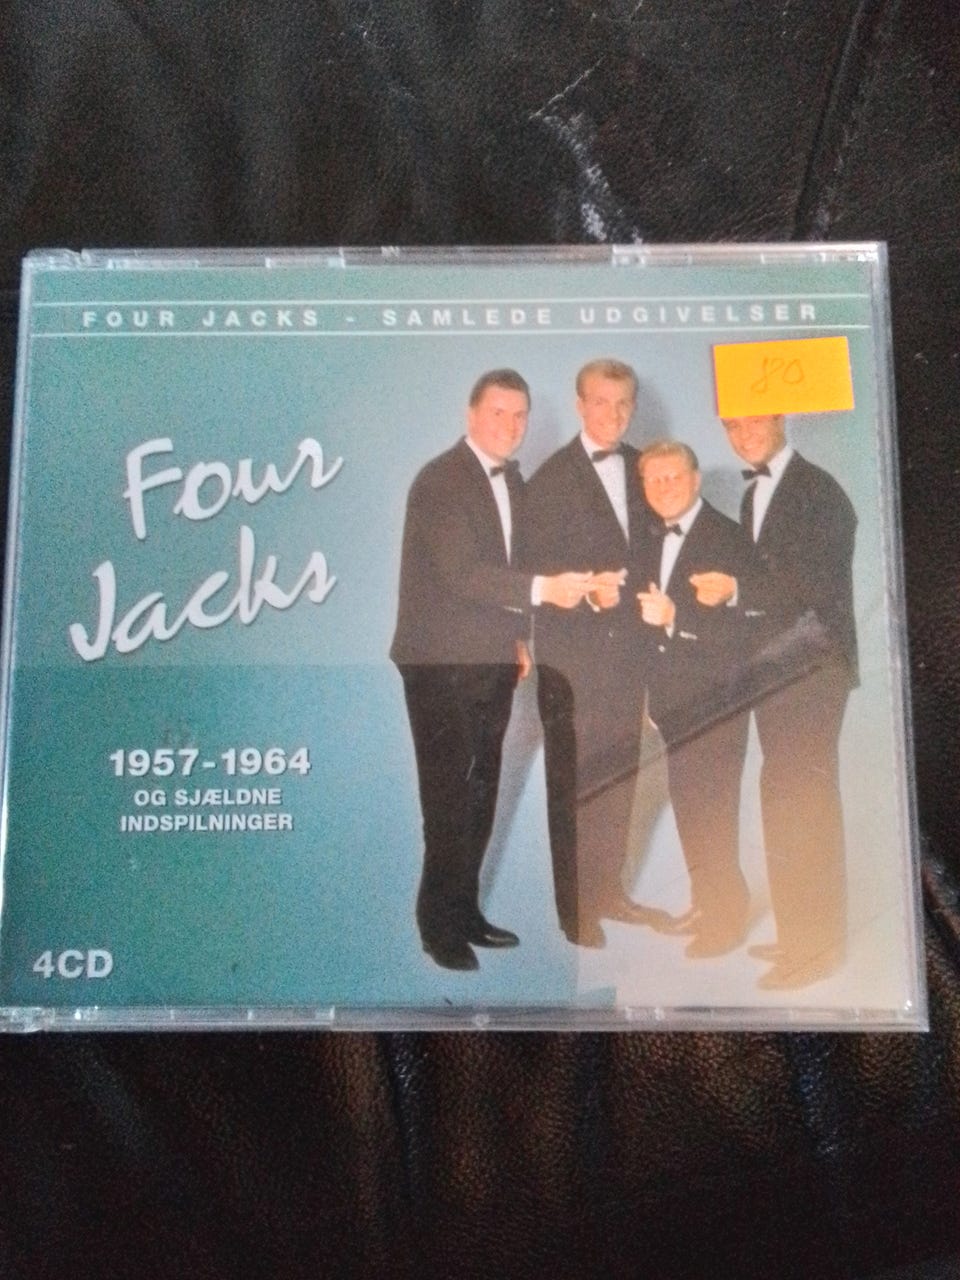 FOUR JACKS - SAMLEDE UDGIVELSER
80
Four
Jacks
1957-1964
OG SJÆLDNE
INDSPILNINGER
4CD